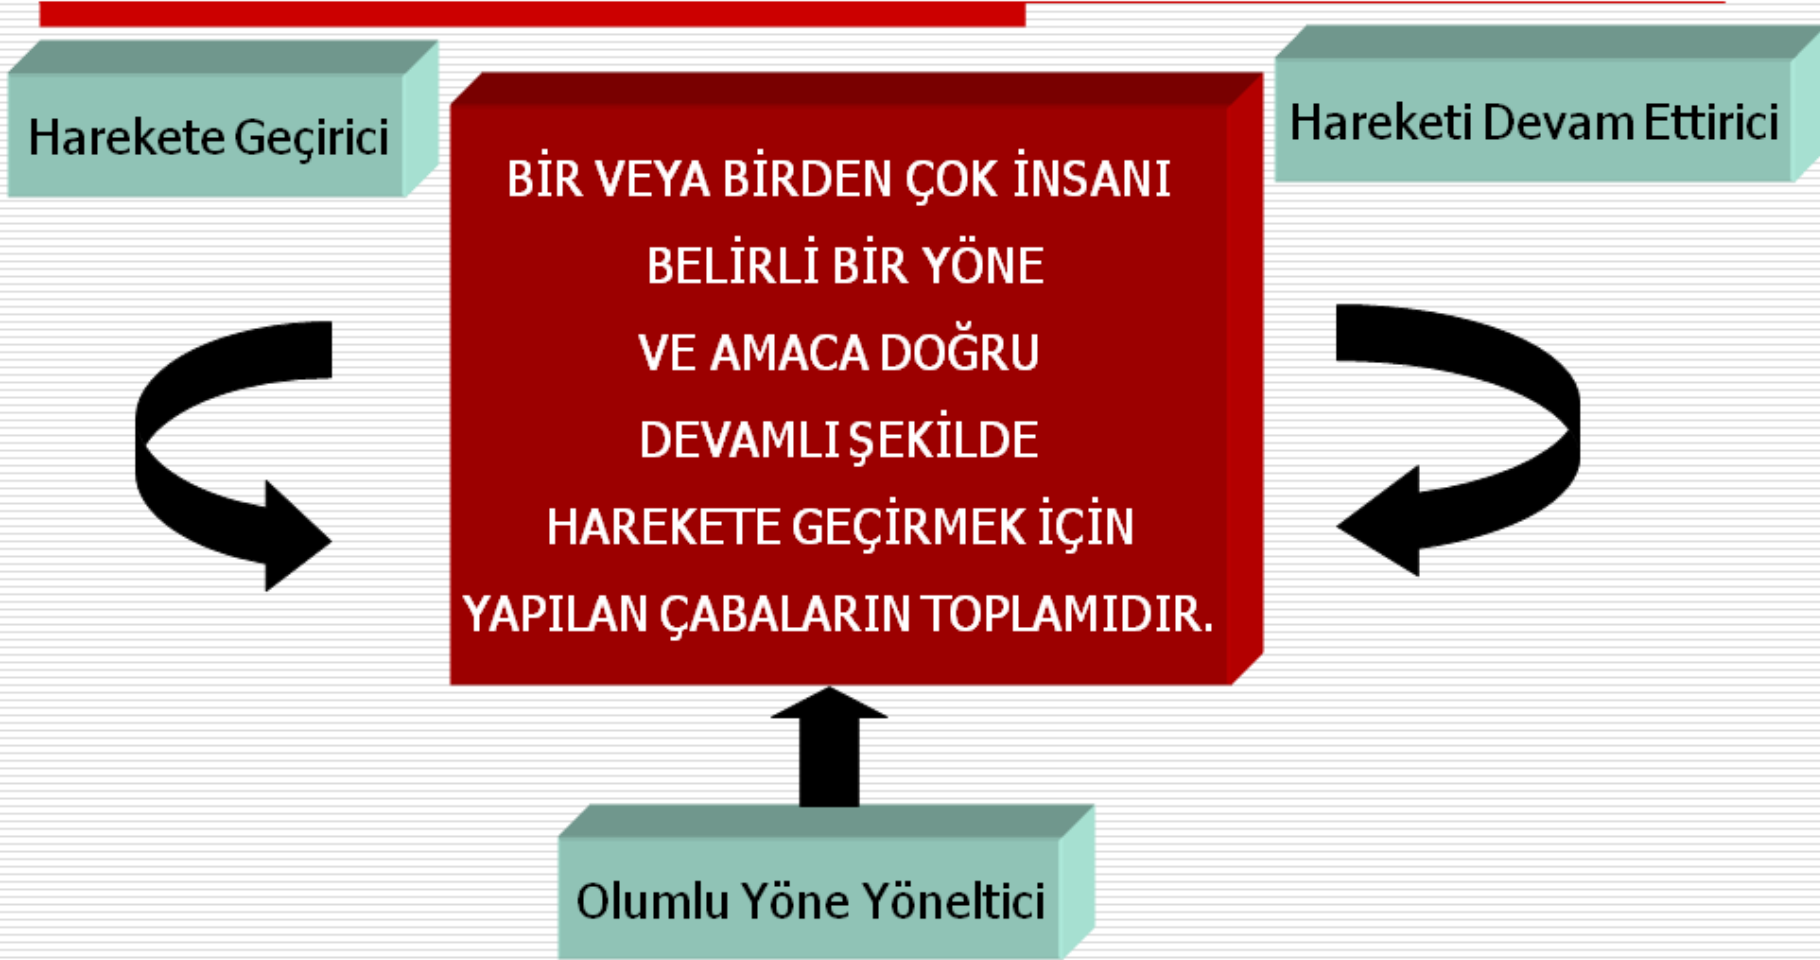 Harekete Geçirici
Hareketi Devam Ettirici
BİR VEYA BİRDEN ÇOK İNSANI
BELİRLİ BİR YÖNE
VE AMACA DOĞRU
DEVAMLI ŞEKİLDE
HAREKETE GEÇİRMEK İÇİN
YAPILAN ÇABALARIN TOPLAMIDIR.
Olumlu Yöne Yöneltici